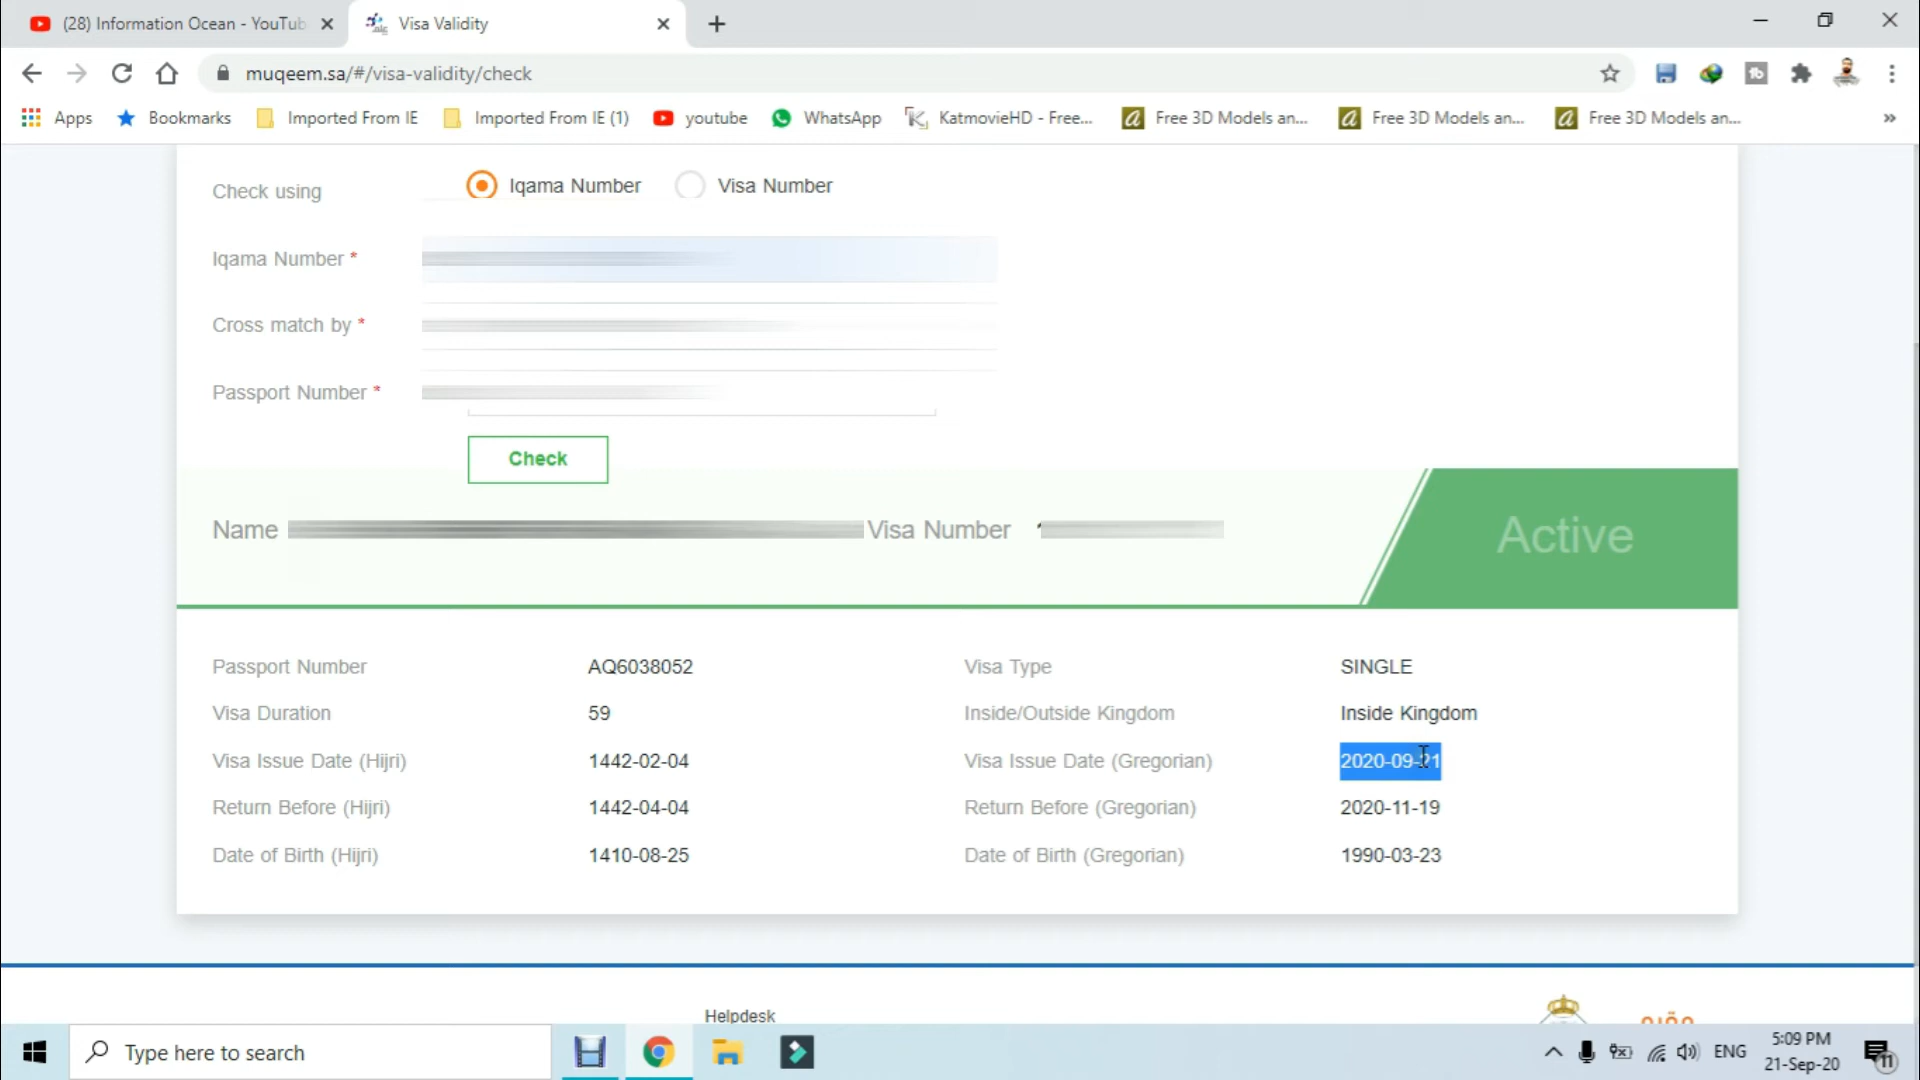 (28) Information Ocean - YouTub
Visa Validity
muqeem.sa/#/visa-validity/check
Apps Bookmarks Imported From IE Imported From IE (1) youtube WhatsApp KatmovieHD - Free... Free 3D Models an... Free 3D Models an... Free 3D Models an... »
Check using Iqama Number Visa Number
Iqama Number *
Cross match by *
Passport Number *
Check
Name Visa Number Active
Passport Number AQ6038052 Visa Type SINGLE
Visa Duration 59 Inside/Outside Kingdom Inside Kingdom
Visa Issue Date (Hijri) 1442-02-04 Visa Issue Date (Gregorian) 2020-09-21
Return Before (Hijri) 1442-04-04 Return Before (Gregorian) 2020-11-19
Date of Birth (Hijri) 1410-08-25 Date of Birth (Gregorian) 1990-03-23
Helpdesk
Type here to search
ENG
5:09 PM
21-Sep-20
11